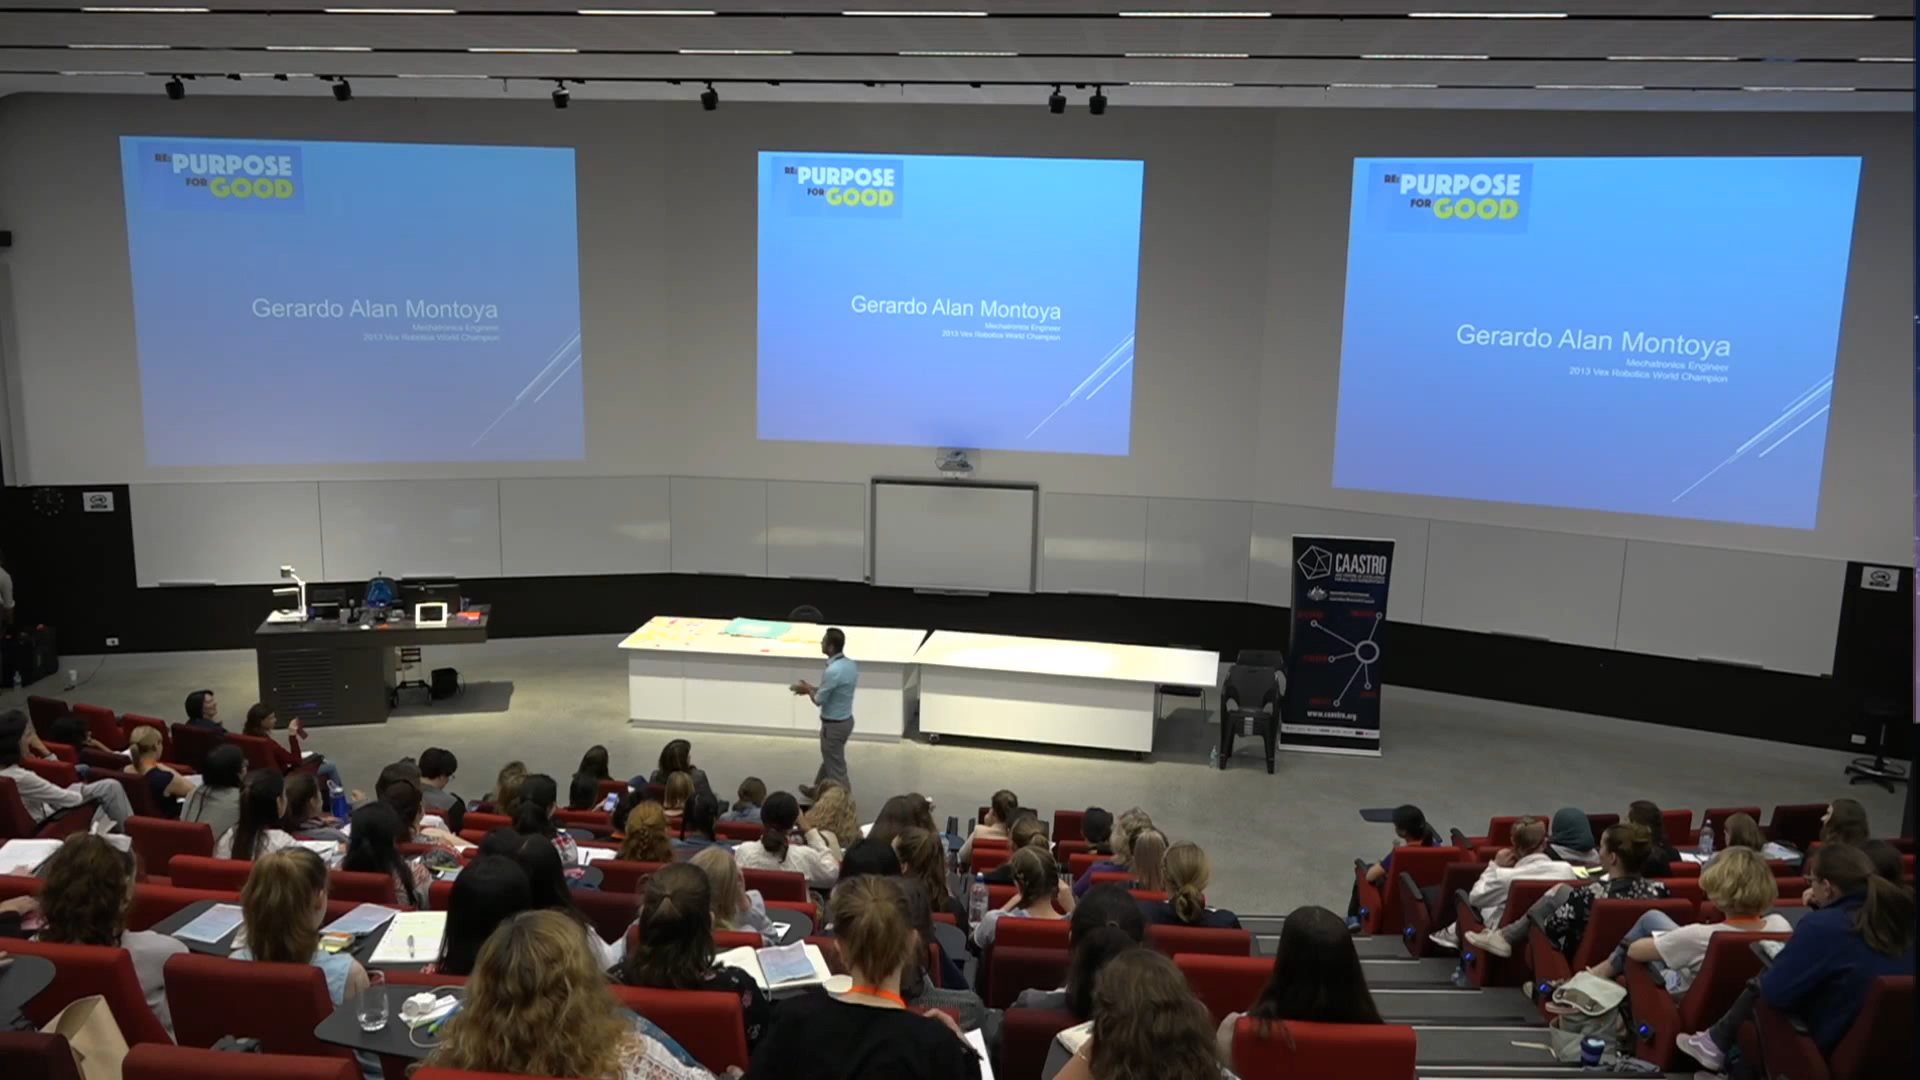 RE:PURPOSE
FOR GOOD
Gerardo Alan Montoya
Mechatronics Engineer
2013 Vex Robotics World Champion
RE:PURPOSE
FOR GOOD
Gerardo Alan Montoya
Mechatronics Engineer
2013 Vex Robotics World Champion
RE:PURPOSE
FOR GOOD
Gerardo Alan Montoya
Mechatronics Engineer
2013 Vex Robotics World Champion
CAASTRO
www.caastro.org